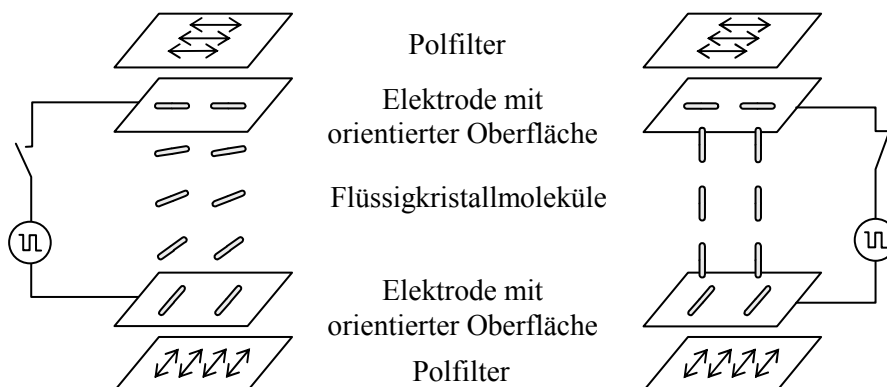 Polfilter
Elektrode mit
orientierter Oberfläche
Flüssigkristallmoleküle
Elektrode mit
orientierter Oberfläche
Polfilter